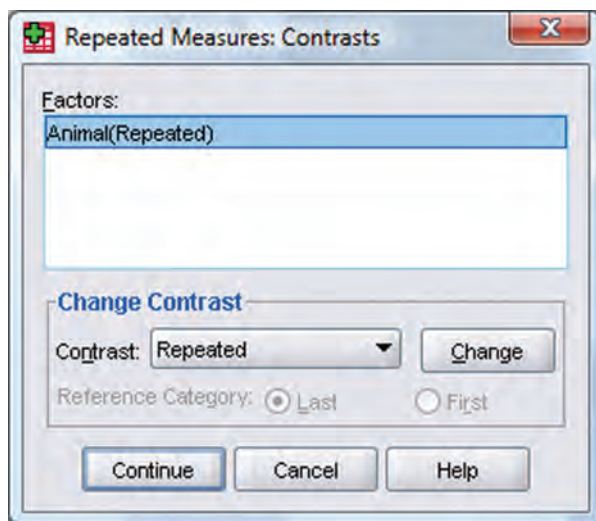 Repeated Measures: Contrasts
Factors:
Animal(Repeated)
Change Contrast
Contrast: Repeated Change
Reference Category: Last First
Continue Cancel Help